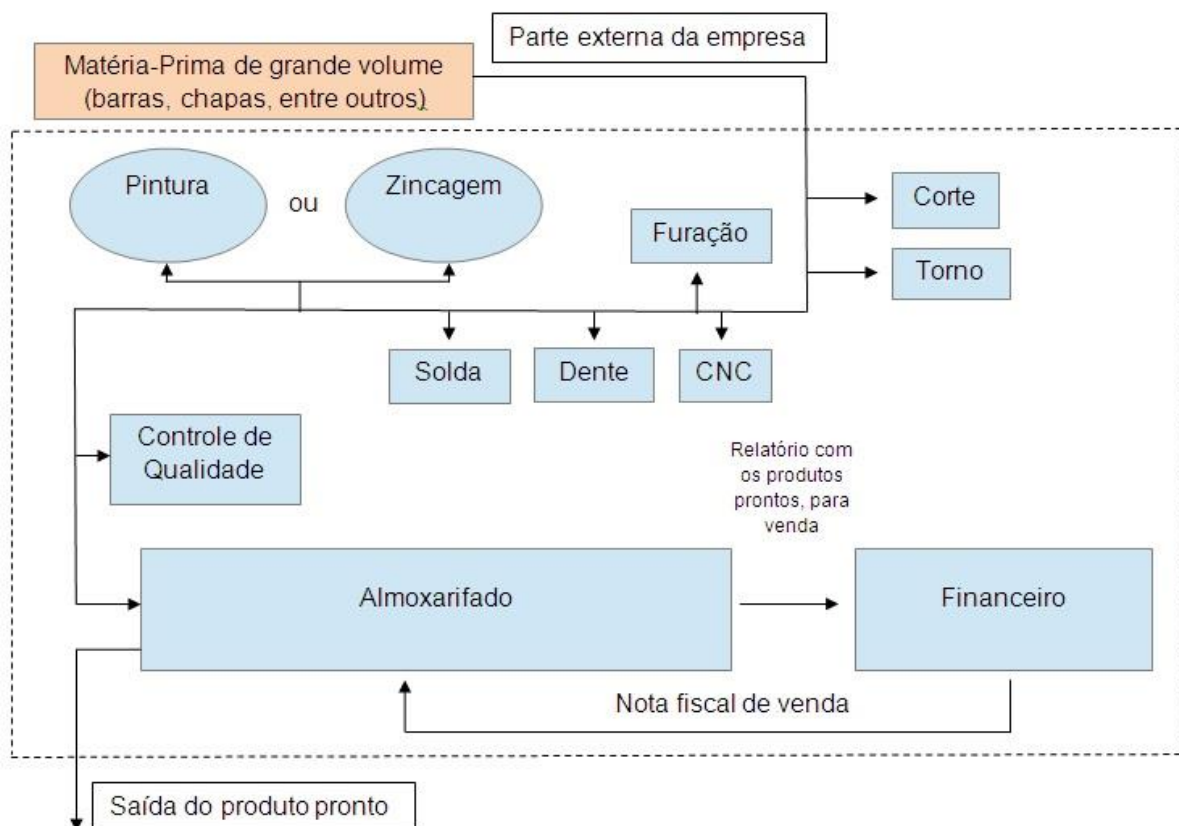 Parte externa da empresa
Matéria-Prima de grande volume
(barras, chapas, entre outros)
Pintura
ou
Zincagem
Furação
Corte
Torno
Solda
Dente
CNC
Controle de
Qualidade
Relatório com
os produtos
prontos, para
venda
Almoxarifado
Financeiro
Nota fiscal de venda
Saída do produto pronto